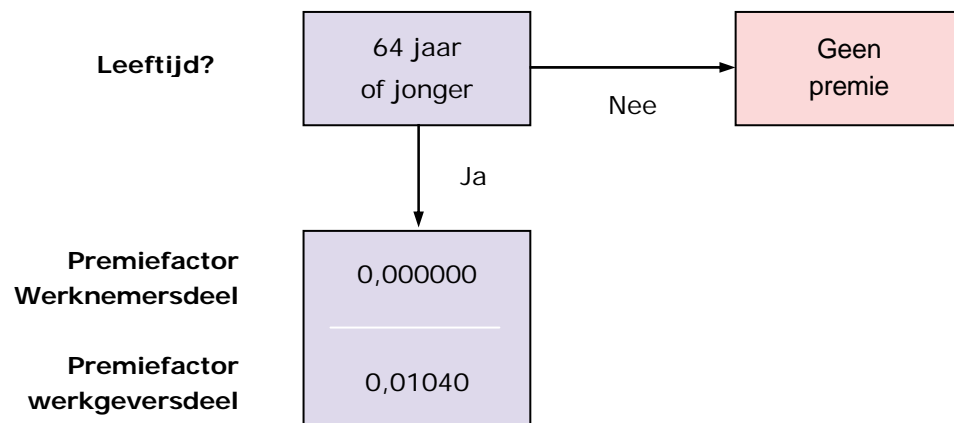 Leeftijd?
64 jaar
of jonger
Nee
Geen
premie
Ja
Premiefactor
Werknemersdeel
0,000000
Premiefactor
werkgeversdeel
0,01040